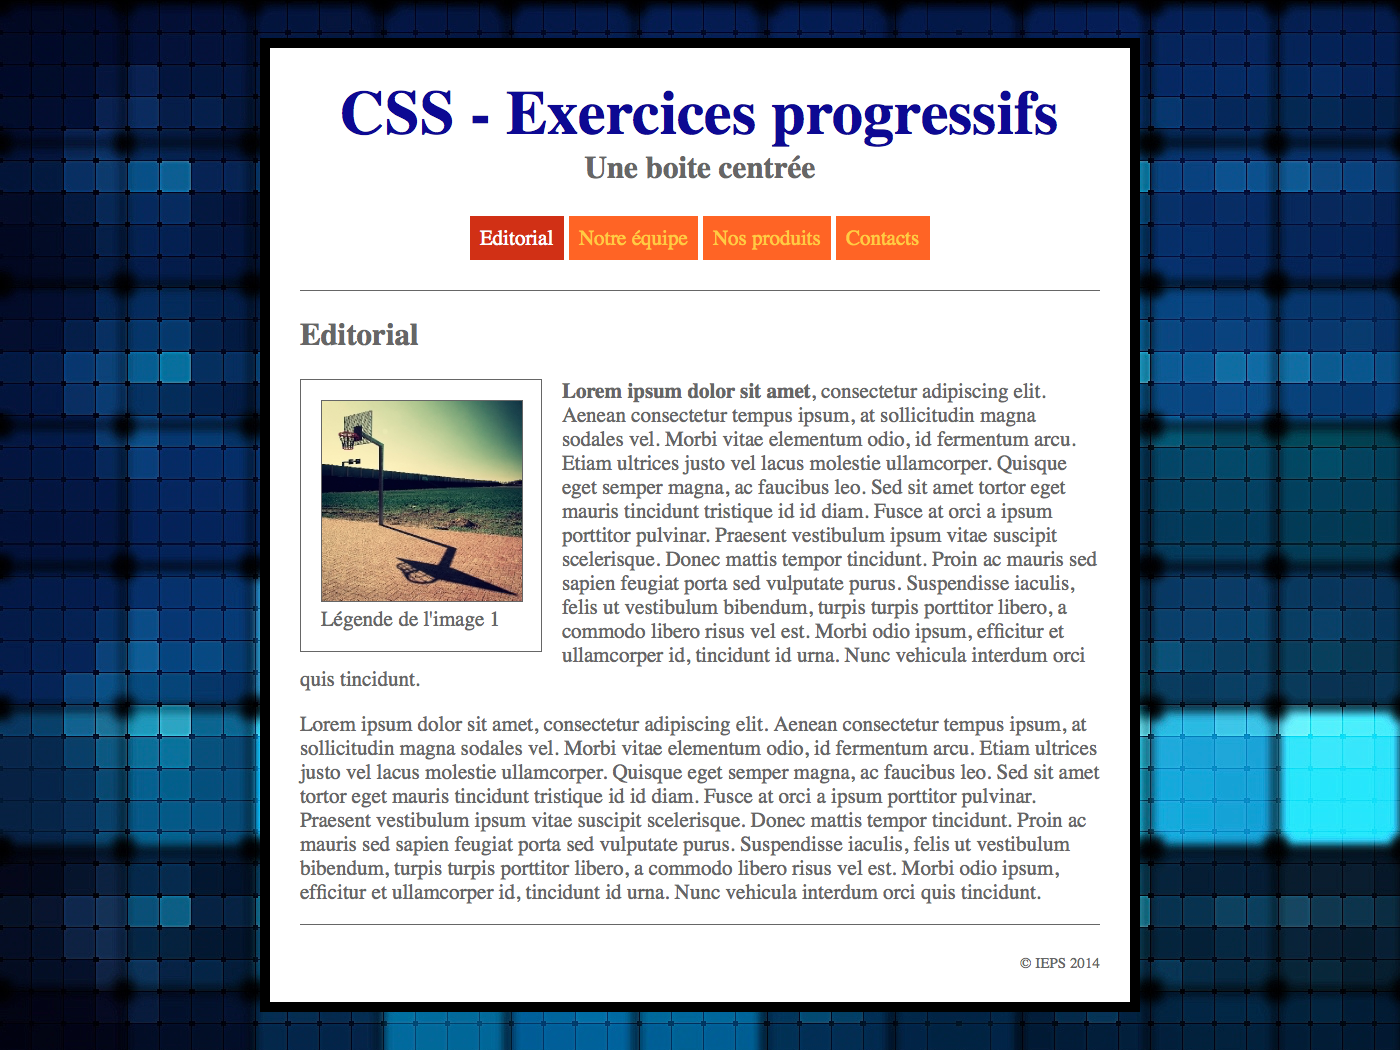 CSS - Exercices progressifs
Une boite centrée
Editorial Notre équipe Nos produits Contacts
Editorial
Lorem ipsum dolor sit amet, consectetur adipiscing elit.
Aenean consectetur tempus ipsum, at sollicitudin magna
sodales vel. Morbi vitae elementum odio, id fermentum arcu.
Etiam ultrices justo vel lacus molestie ullamcorper. Quisque
eget semper magna, ac faucibus leo. Sed sit amet tortor eget
mauris tincidunt tristique id id diam. Fusce at orci a ipsum
porttitor pulvinar. Praesent vestibulum ipsum vitae suscipit
scelerisque. Donec mattis tempor tincidunt. Proin ac mauris sed
sapien feugiat porta sed vulputate purus. Suspendisse iaculis,
felis ut vestibulum bibendum, turpis turpis porttitor libero, a
commodo libero risus vel est. Morbi odio ipsum, efficitur et
ullamcorper id, tincidunt id urna. Nunc vehicula interdum orci
quis tincidunt.
Légende de l'image 1
Lorem ipsum dolor sit amet, consectetur adipiscing elit. Aenean consectetur tempus ipsum, at
sollicitudin magna sodales vel. Morbi vitae elementum odio, id fermentum arcu. Etiam ultrices
justo vel lacus molestie ullamcorper. Quisque eget semper magna, ac faucibus leo. Sed sit amet
tortor eget mauris tincidunt tristique id id diam. Fusce at orci a ipsum porttitor pulvinar.
Praesent vestibulum ipsum vitae suscipit scelerisque. Donec mattis tempor tincidunt. Proin ac
mauris sed sapien feugiat porta sed vulputate purus. Suspendisse iaculis, felis ut vestibulum
bibendum, turpis turpis porttitor libero, a commodo libero risus vel est. Morbi odio ipsum,
efficitur et ullamcorper id, tincidunt id urna. Nunc vehicula interdum orci quis tincidunt.
© IEPS 2014